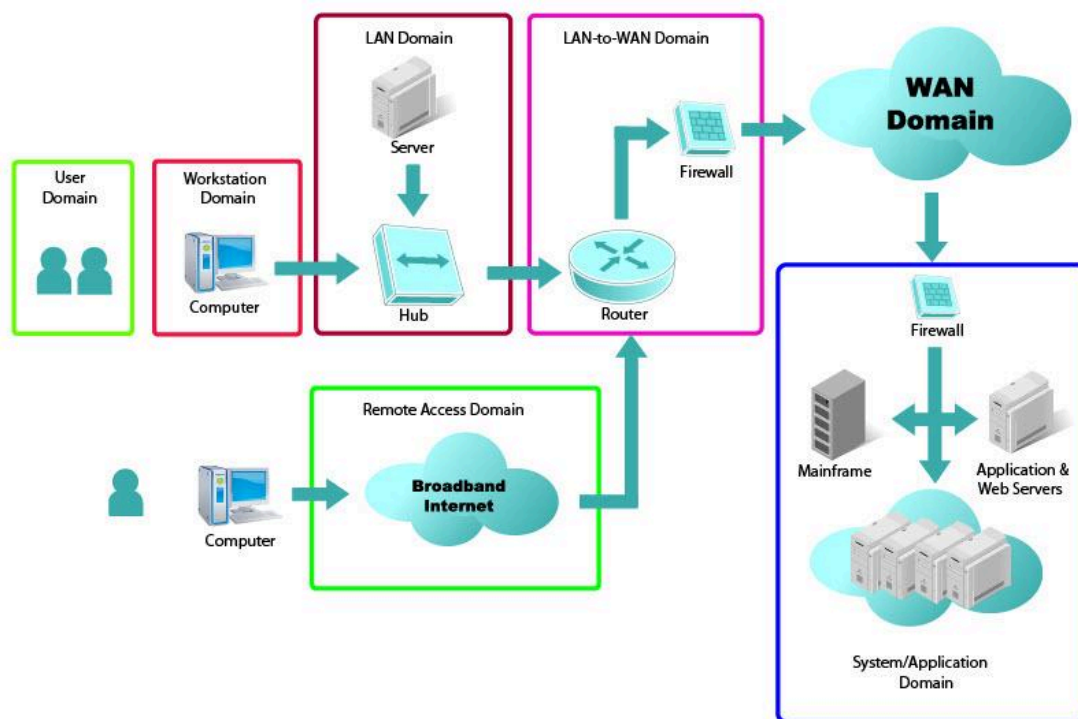 LAN Domain
LAN-to-WAN Domain
WAN
Domain
Server
Firewall
User
Domain
Workstation
Domain
Computer
Hub
Router
Firewall
Remote Access Domain
Broadband
Internet
Computer
Mainframe
Application &
Web Servers
System/Application
Domain